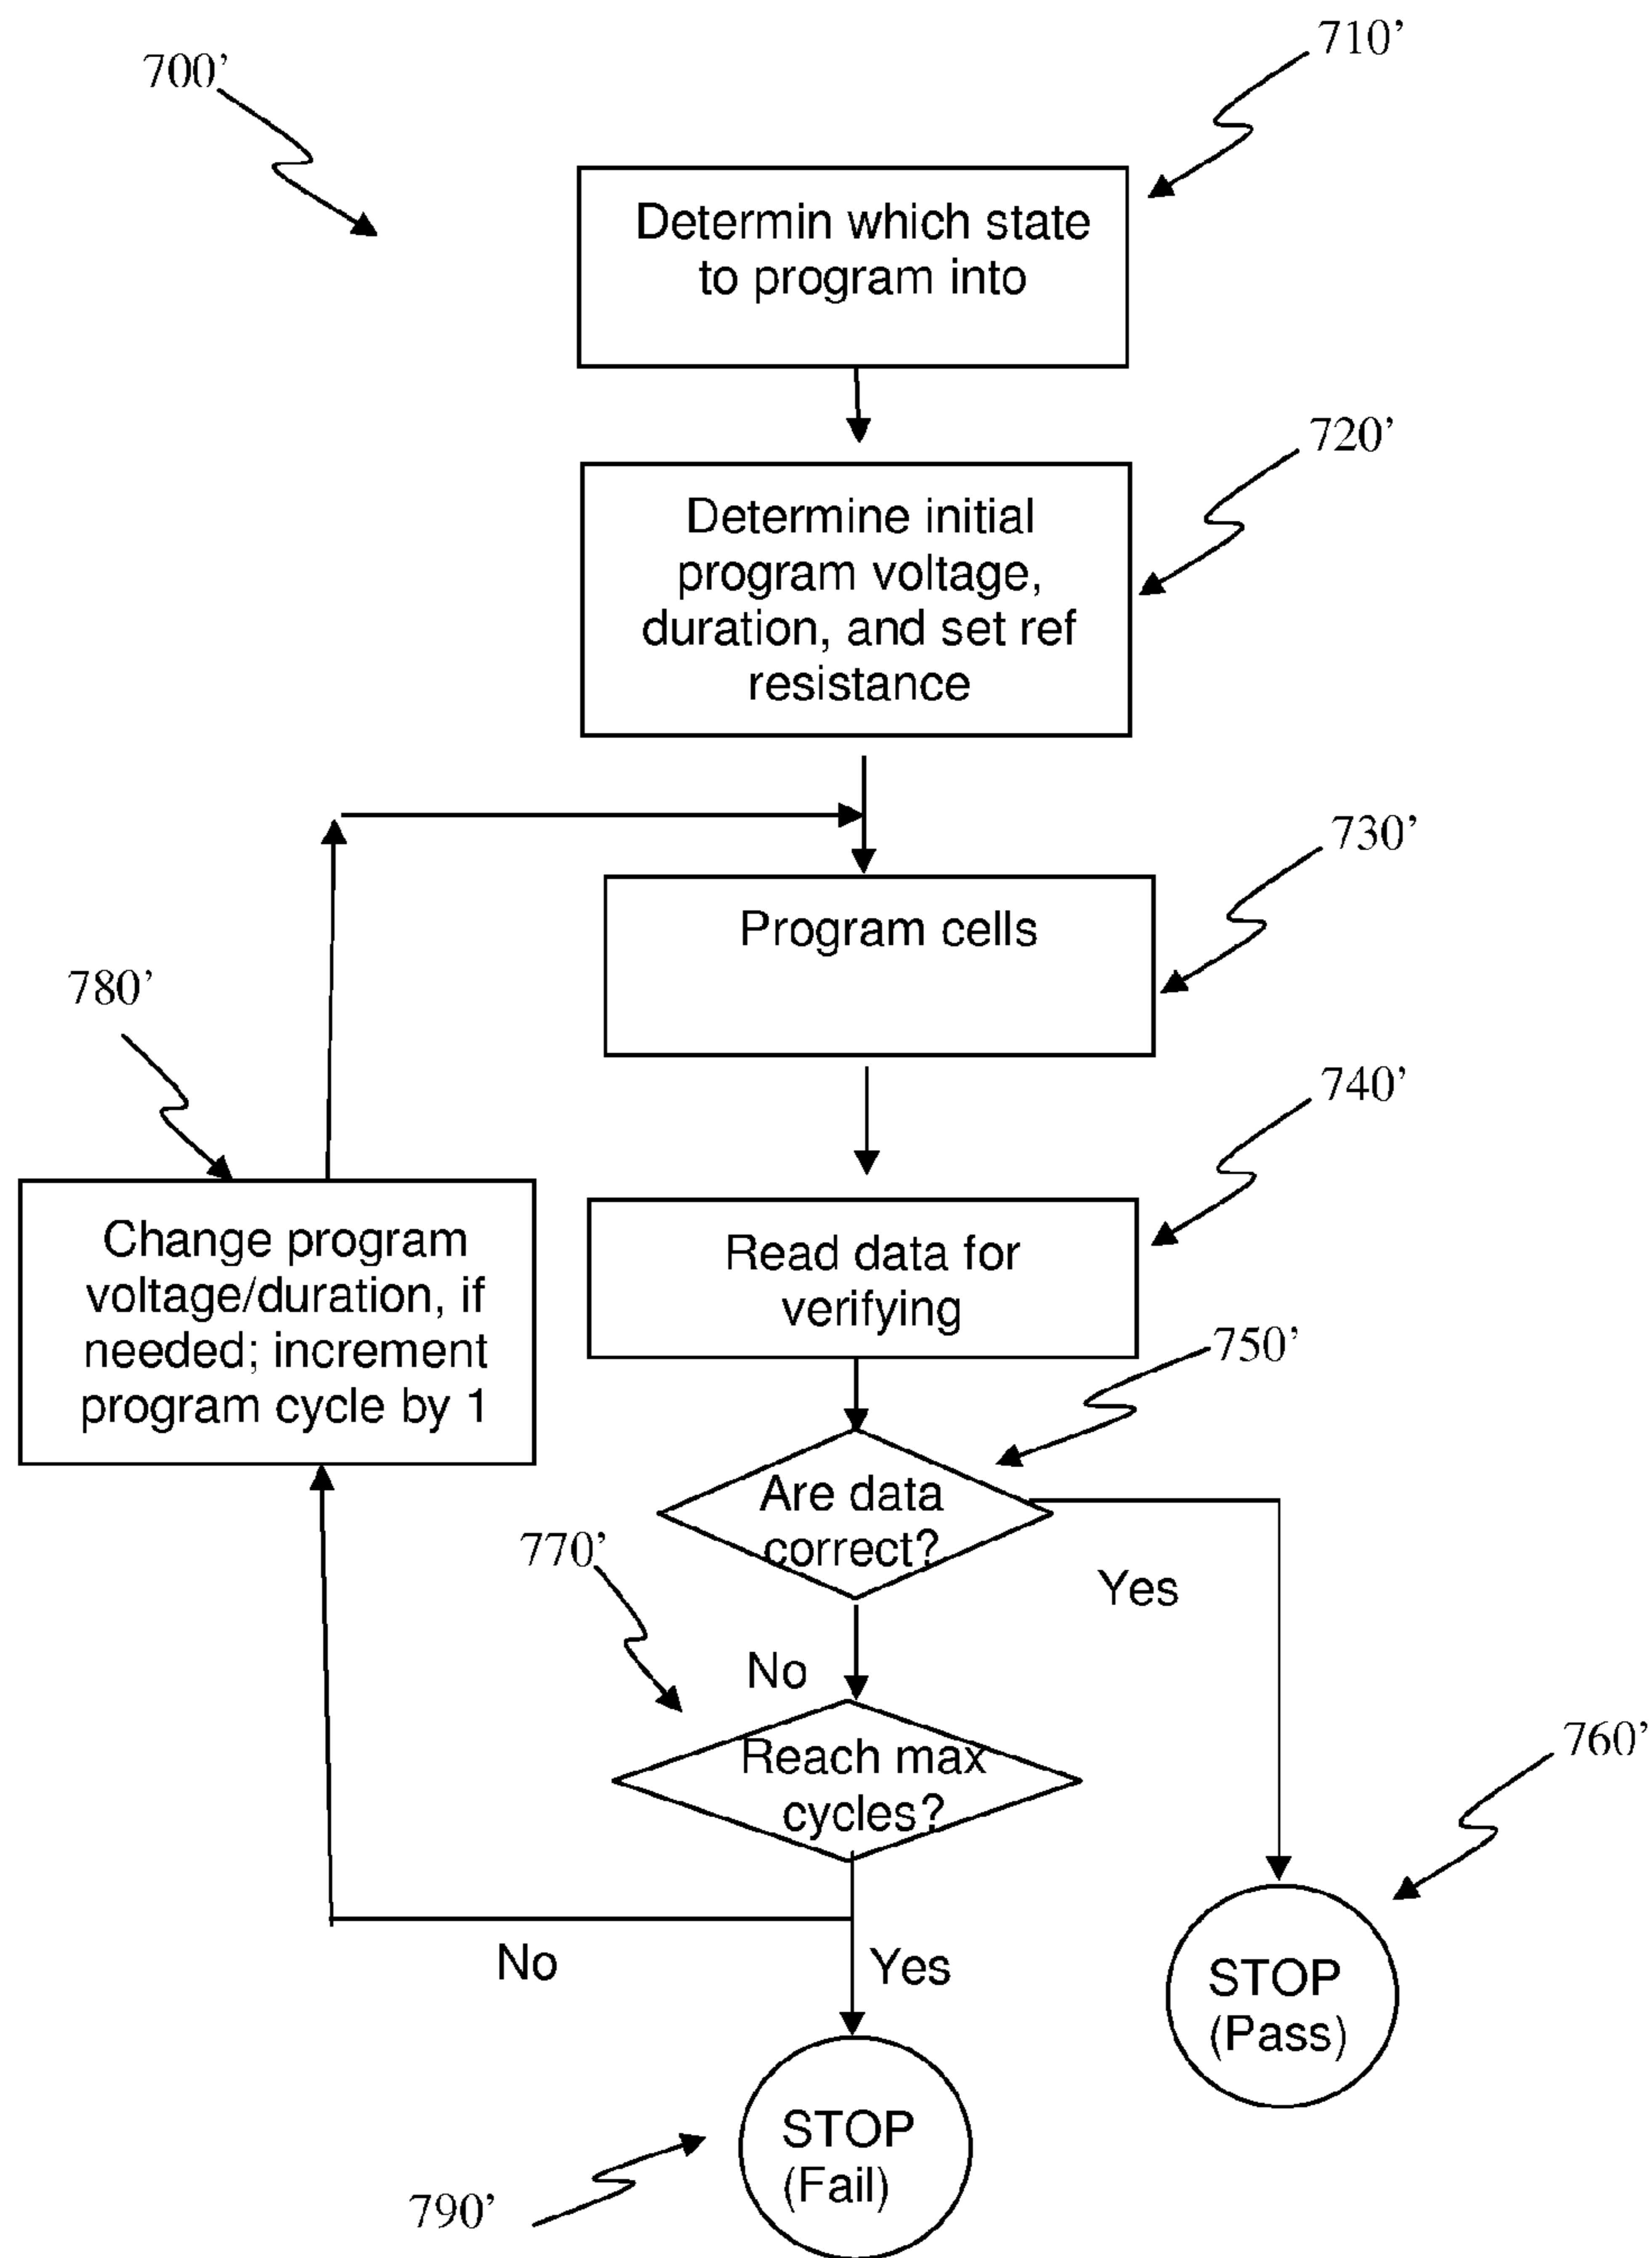 700’
710’
Determin which state
to program into
720’
Determine initial
program voltage,
duration, and set ref
resistance
730’
Program cells
780’
740’
Change program
voltage/duration, if
needed; increment
program cycle by 1
Read data for
verifying
750’
Are data
correct?
Yes
770’
No
Reach max
cycles?
760’
No
Yes
STOP
(Pass)
STOP
(Fail)
790’